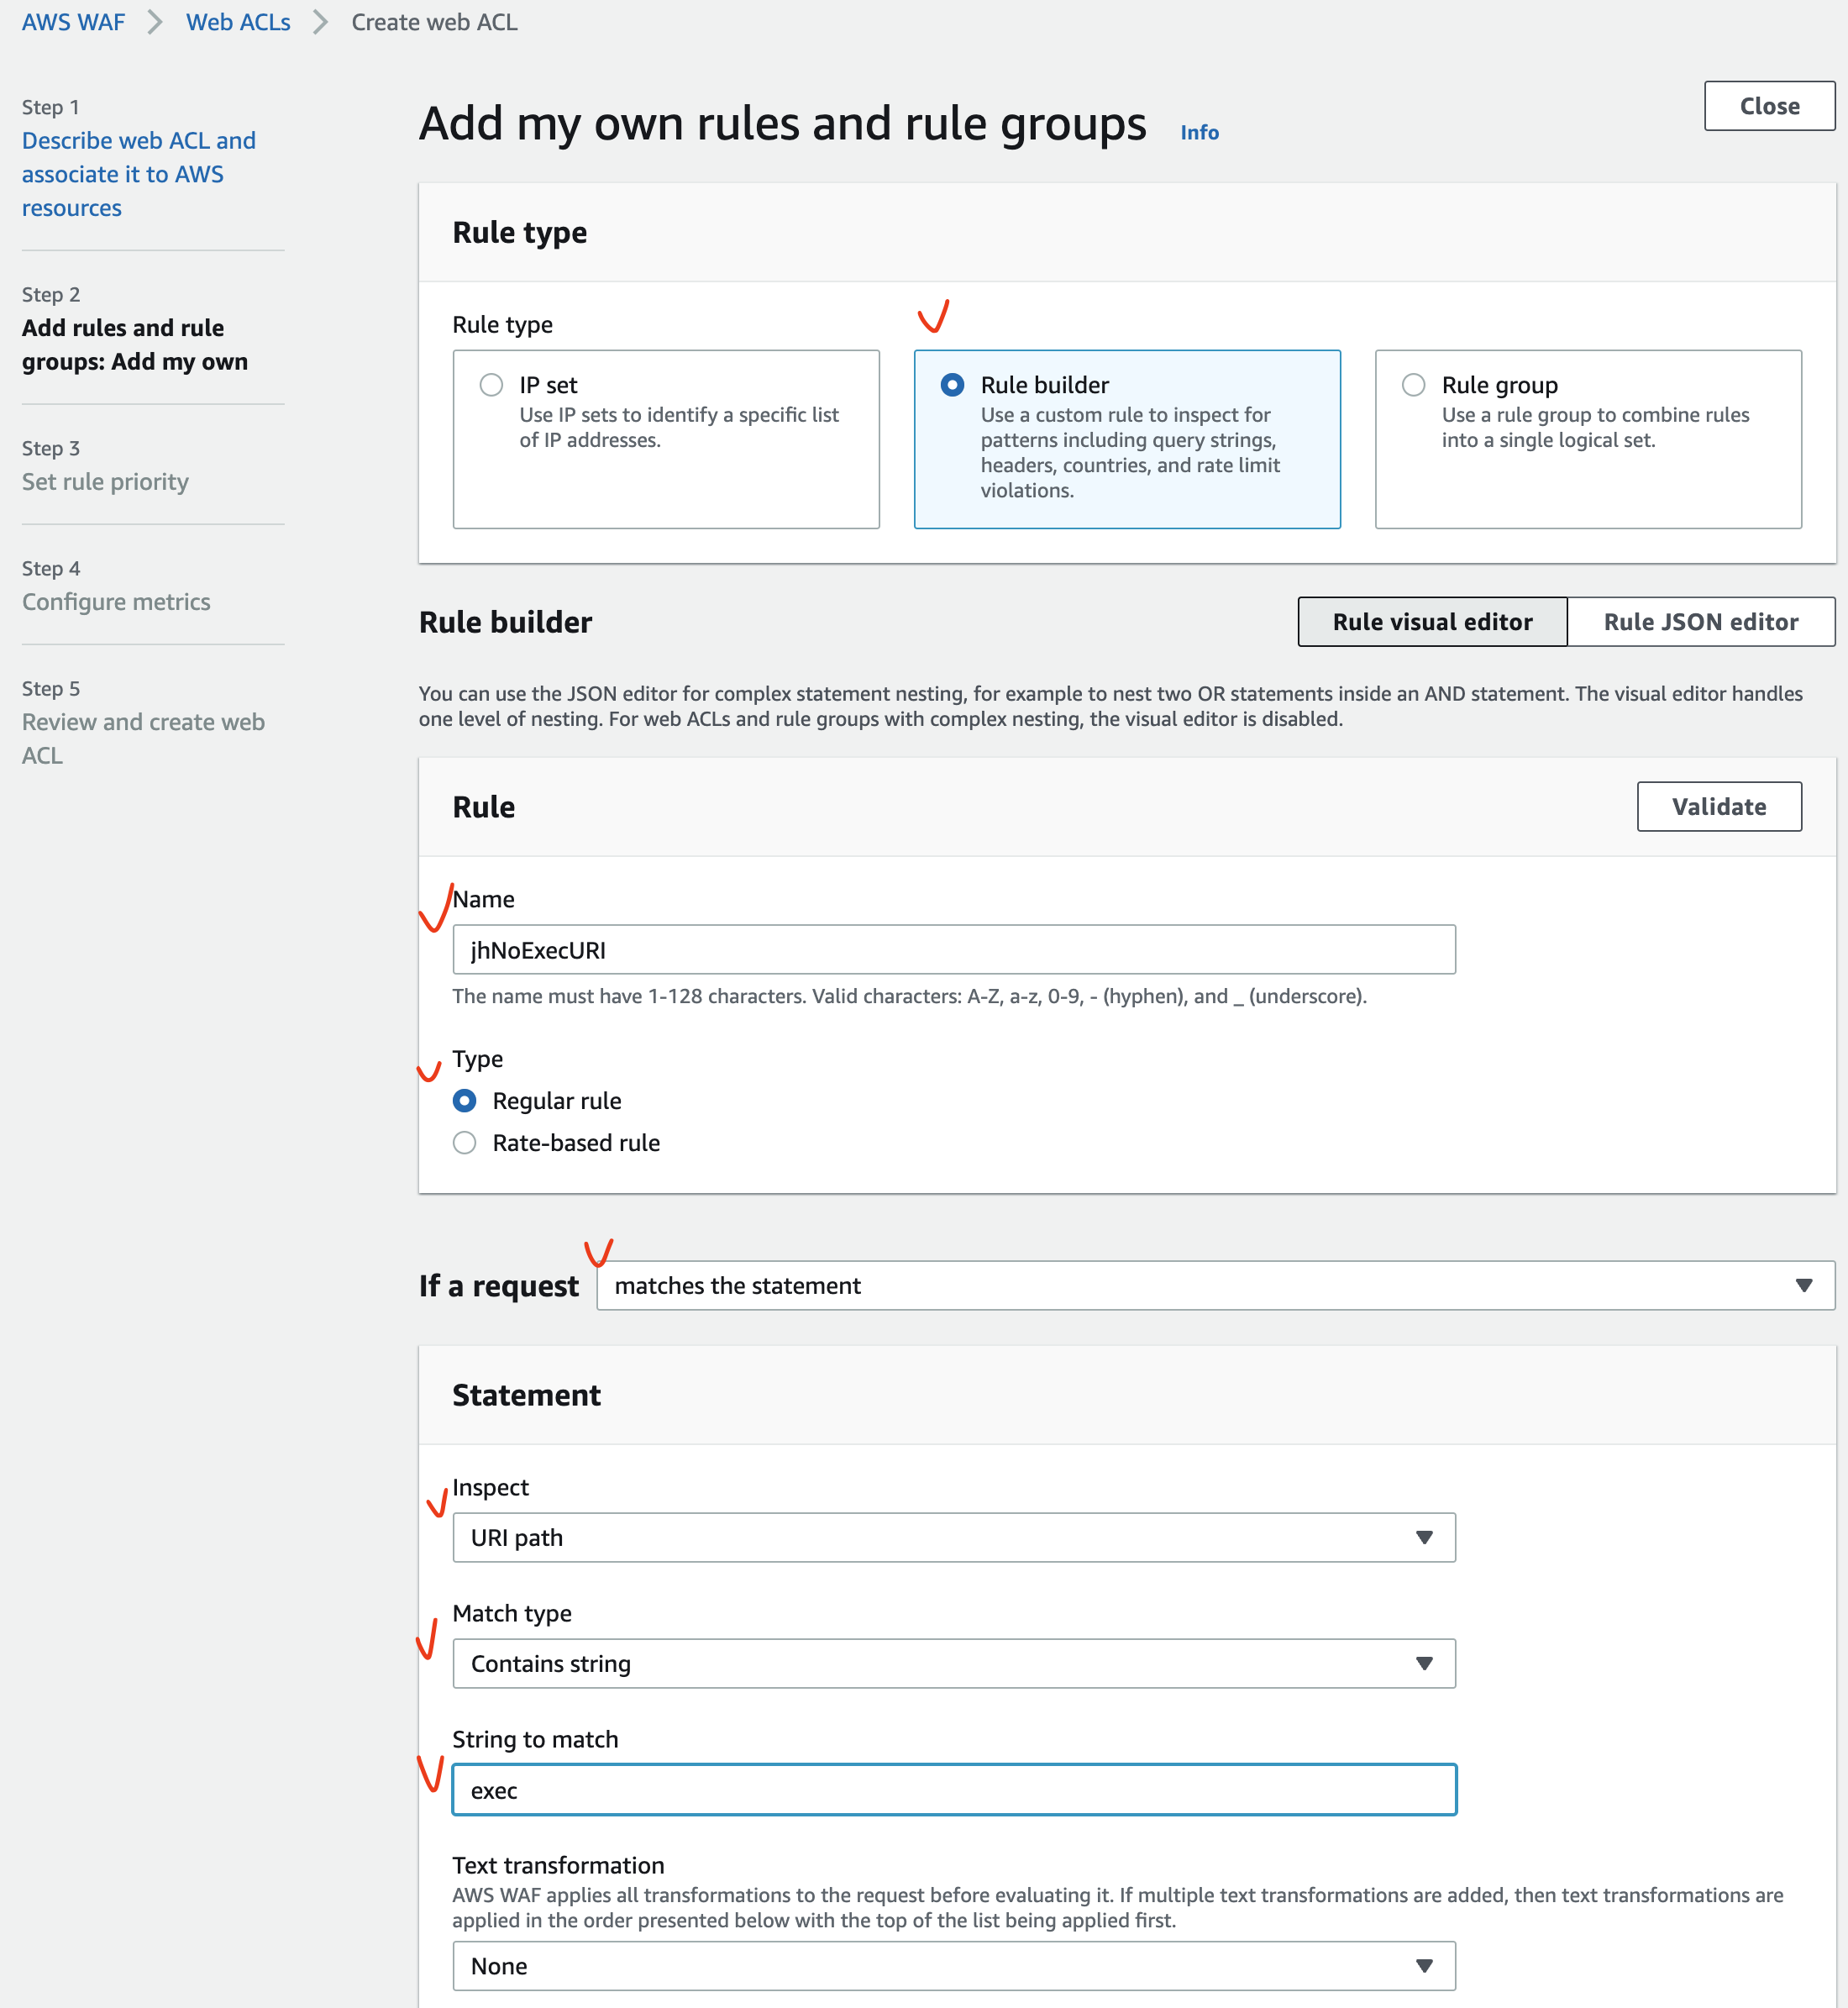 AWS WAF > Web ACLs > Create web ACL
Step 1
Describe web ACL and
associate it to AWS
resources
Step 2
Add rules and rule
groups: Add my own
Step 3
Set rule priority
Step 4
Configure metrics
Step 5
Review and create web
ACL
Add my own rules and rule groups Info
Close
Rule type
Rule type
IP set
Use IP sets to identify a specific list
of IP addresses.
Rule builder
Use a custom rule to inspect for
patterns including query strings,
headers, countries, and rate limit
violations.
Rule group
Use a rule group to combine rules
into a single logical set.
Rule builder
Rule visual editor
Rule JSON editor
You can use the JSON editor for complex statement nesting, for example to nest two OR statements inside an AND statement. The visual editor handles
one level of nesting. For web ACLs and rule groups with complex nesting, the visual editor is disabled.
Rule
Validate
Name
jhNoExecURI
The name must have 1-128 characters. Valid characters: A-Z, a-z, 0-9, - (hyphen), and _ (underscore).
Type
Regular rule
Rate-based rule
If a request
matches the statement
Statement
Inspect
URI path
Match type
Contains string
String to match
exec
Text transformation
AWS WAF applies all transformations to the request before evaluating it. If multiple text transformations are added, then text transformations are
applied in the order presented below with the top of the list being applied first.
None